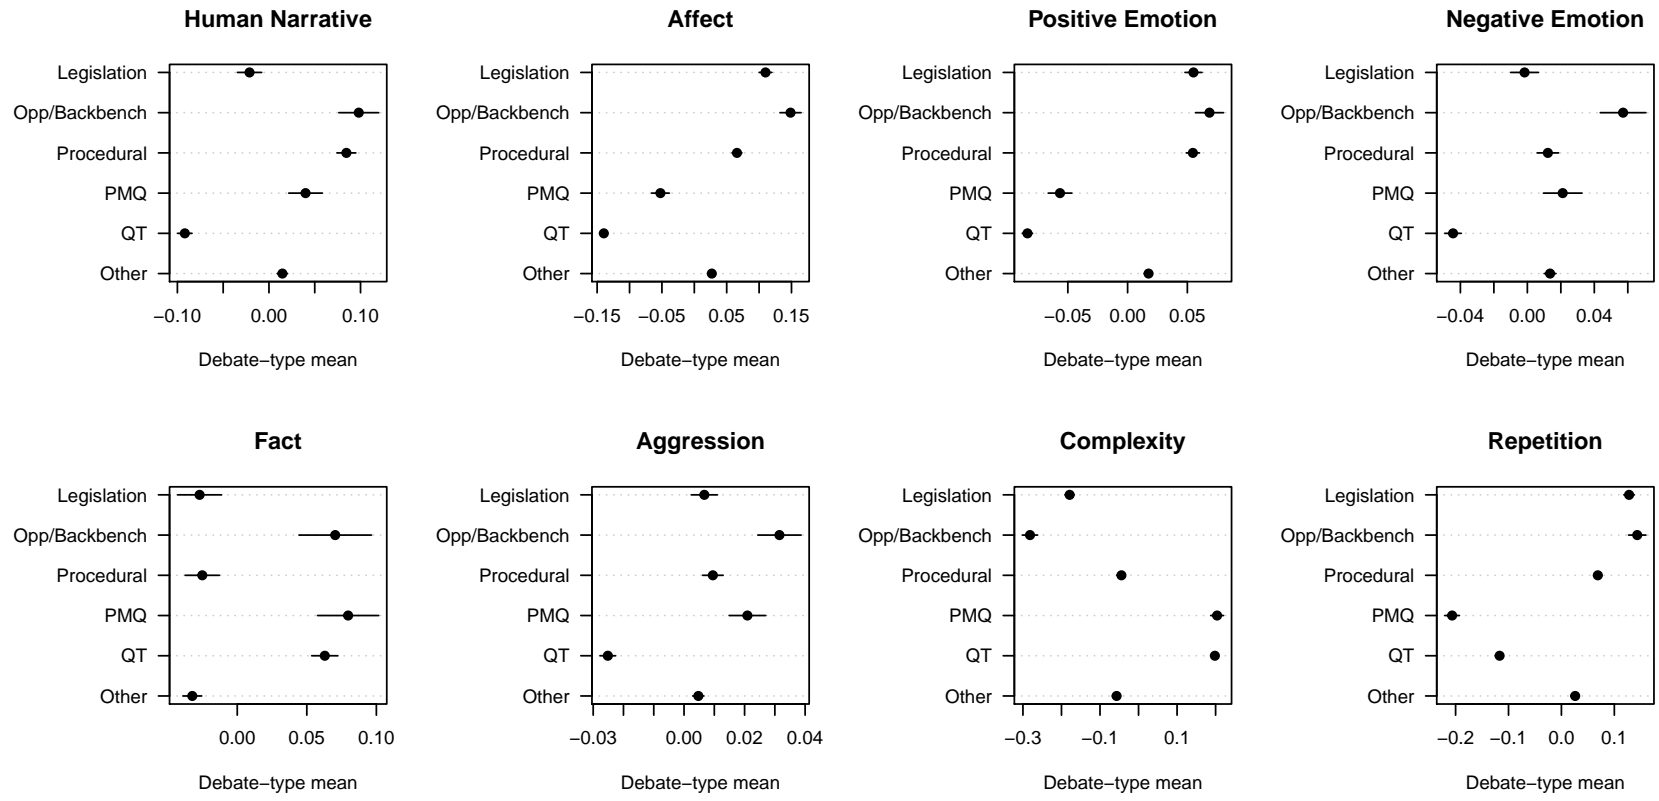 Human Narrative
Legislation
Opp/Backbench
Procedural
PMQ
QT
Other
−0.10 0.00 0.10
Debate−type mean
Affect
Legislation
Opp/Backbench
Procedural
PMQ
QT
Other
−0.15 −0.05 0.05 0.15
Debate−type mean
Positive Emotion
Legislation
Opp/Backbench
Procedural
PMQ
QT
Other
−0.05 0.00 0.05
Debate−type mean
Negative Emotion
Legislation
Opp/Backbench
Procedural
PMQ
QT
Other
−0.04 0.00 0.04
Debate−type mean
Fact
Legislation
Opp/Backbench
Procedural
PMQ
QT
Other
0.00 0.05 0.10
Debate−type mean
Aggression
Legislation
Opp/Backbench
Procedural
PMQ
QT
Other
−0.03 0.00 0.02 0.04
Debate−type mean
Complexity
Legislation
Opp/Backbench
Procedural
PMQ
QT
Other
−0.3 −0.1 0.1
Debate−type mean
Repetition
Legislation
Opp/Backbench
Procedural
PMQ
QT
Other
−0.2 −0.1 0.0 0.1
Debate−type mean